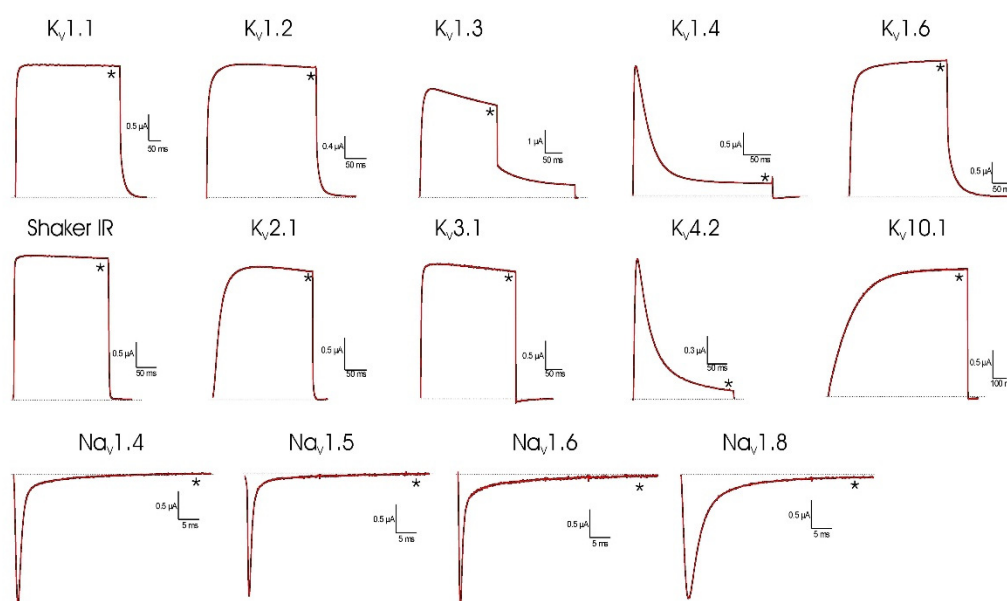 Kv1.1 Kv1.2 Kv1.3 Kv1.4 Kv1.6
* * * * *
0.5 µA
50 ms
0.4 µA
50 ms
1 µA
50 ms
0.5 µA
50 ms
0.5 µA
50 ms
Shaker IR Kv2.1 Kv3.1 Kv4.2 Kv10.1
* * * * *
0.5 µA
50 ms
0.5 µA
50 ms
0.5 µA
50 ms
0.3 µA
50 ms
0.5 µA
100 m
Nav1.4 Nav1.5 Nav1.6 Nav1.8
* * * *
0.5 µA
5 ms
0.5 µA
5 ms
0.5 µA
5 ms
0.5 µA
5 ms